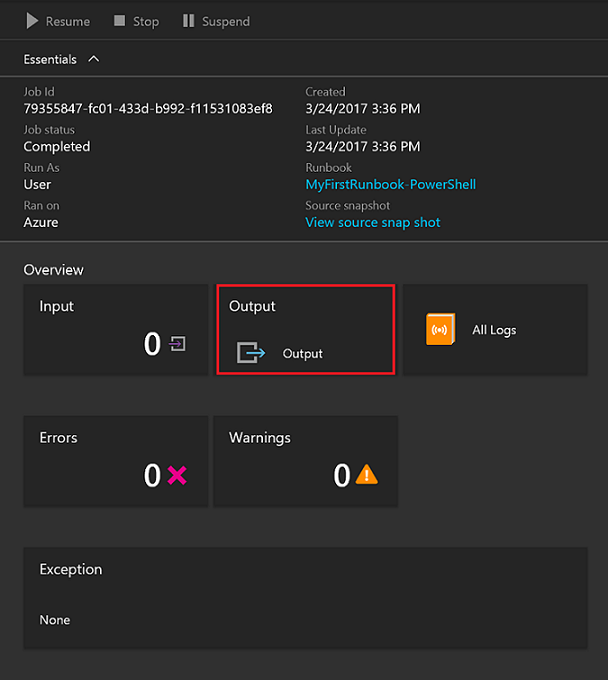 Resume Stop Suspend
Essentials
Job Id
79355847-fc01-433d-b992-f11531083ef8
Job status
Completed
Run As
User
Ran on
Azure
Created
3/24/2017 3:36 PM
Last Update
3/24/2017 3:36 PM
Runbook
MyFirstRunbook-PowerShell
Source snapshot
View source snap shot
Overview
Input
0
Output
Output
All Logs
Errors
0
Warnings
0
Exception
None